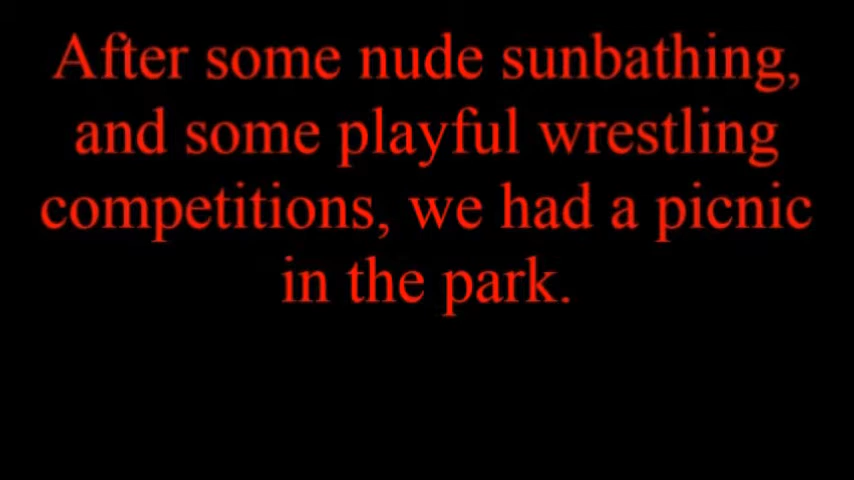 After some nude sunbathing,
and some playful wrestling
competitions, we had a picnic
in the park.